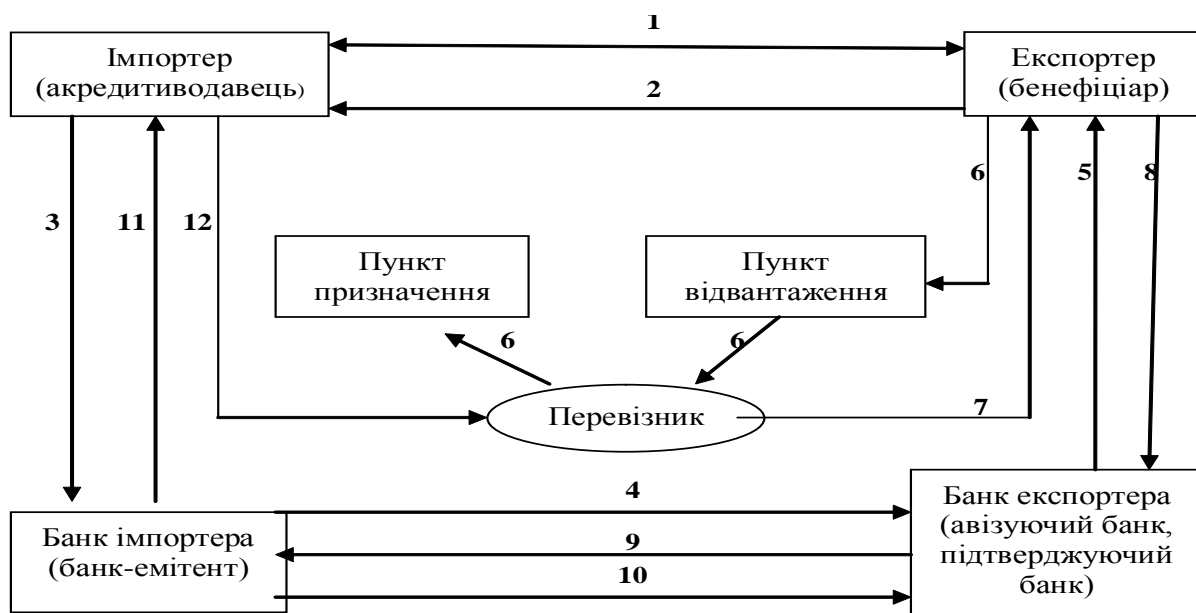 1
Імпортер
(акредитиводавець)
Експортер
(бенефіціар)
2
6
5
8
3
11
12
Пункт
призначення
Пункт
відвантаження
6
6
Перевізник
7
4
Банк імпортера
(банк-емітент)
Банк експортера
(авізуючий банк,
підтверджуючий
банк)
9
10